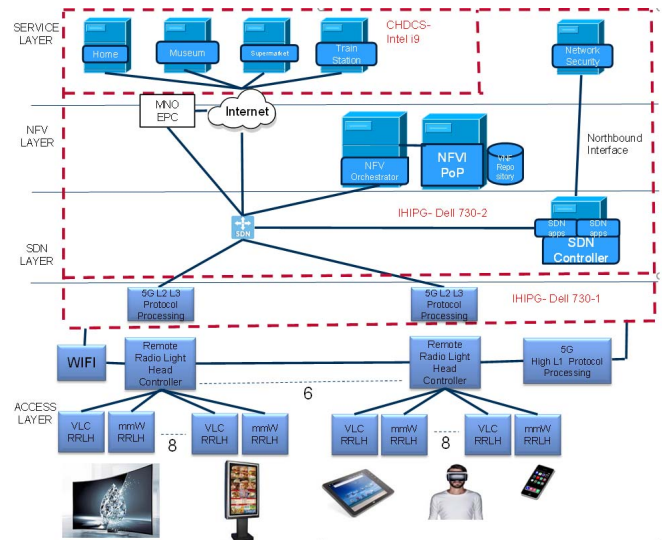 SERVICE
LAYER
CHDCS-
Intel i9
Home
Museum
Supermarket
Train
Station
Network
Security
MNO
EPC
Internet
NFV
LAYER
NFV
Orchestrator
NFVI
PoP
VNF
Repo
sitory
Northbound
Interface
IHIPG- Dell 730-2
SDN
SDN
apps
SDN
apps
SDN
Controller
SDN
LAYER
5G L2 L3
Protocol
Processing
5G L2 L3
Protocol
Processing
IHIPG- Dell 730-1
WIFI
Remote
Radio Light
Head
Controller
6
Remote
Radio Light
Head
Controller
5G
High L1 Protocol
Processing
ACCESS
LAYER
VLC
RRLH
mmW
RRLH
8
VLC
RRLH
mmW
RRLH
VLC
RRLH
mmW
RRLH
8
VLC
RRLH
mmW
RRLH